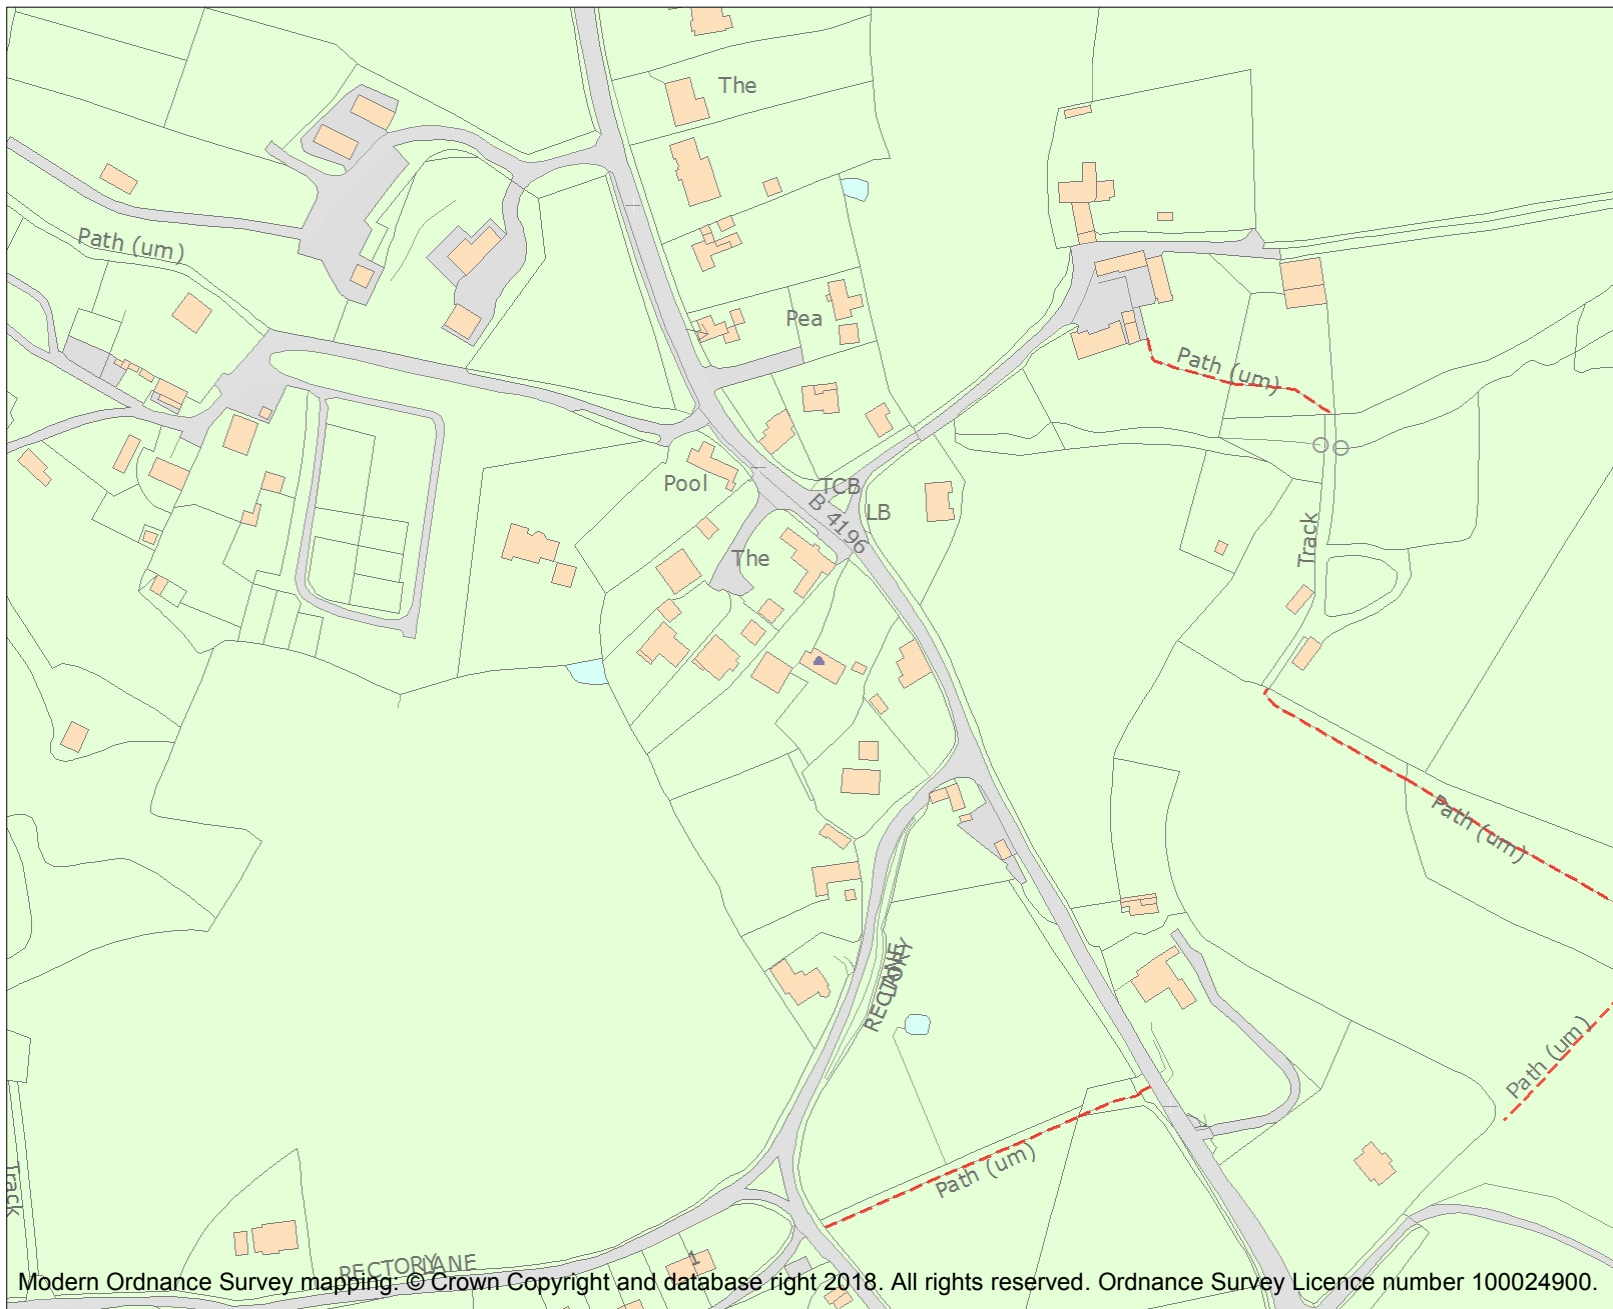 The
Path (um)
Pea
Path (um)
Pool
TCB
LB
B 4196
The
Track
Path (um)
RECTORY
LANE
Path (um)
Path (um)
Track
1
RECTORY
LANE
Modern Ordnance Survey mapping: © Crown Copyright and database right 2018. All rights reserved. Ordnance Survey Licence number 100024900.